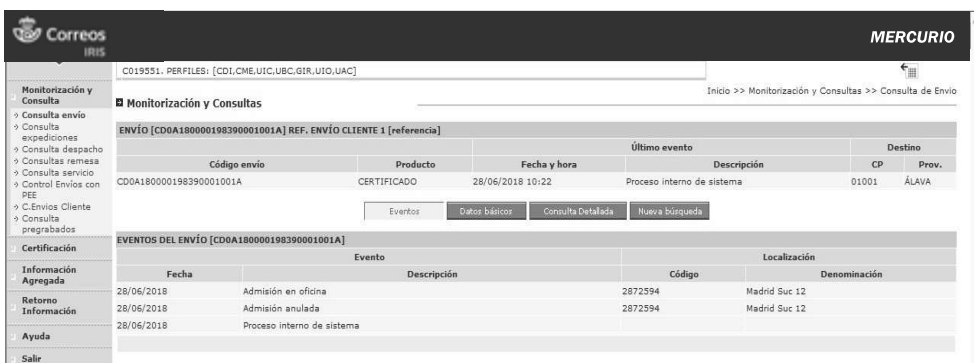 Correos
IRIS
MERCURIO
C019551. PERFILES: [CDI,CME,UIC,UBC,GIR,UIO,UAC]
Inicio >> Monitorización y Consultas >> Consulta de Envio
Monitorización y
Consulta
Consulta envío
Consulta
expediciones
Consulta despacho
Consultas remesa
Consulta servicio
Control Envíos con
PEE
C.Envios Cliente
Consulta
pregrabados
Certificación
Información
Agregada
Retorno
Información
Ayuda
Salir
Monitorización y Consultas
ENVÍO [CD0A180000198390001001A] REF. ENVÍO CLIENTE 1 [referencia]
Último evento Destino
Código envío Producto Fecha y hora Descripción CP Prov.
CD0A180000198390001001A CERTIFICADO 28/06/2018 10:22 Proceso interno de sistema 01001 ÁLAVA
Eventos Datos básicos Consulta Detallada Nueva búsqueda
EVENTOS DEL ENVÍO [CD0A180000198390001001A]
Evento Localización
Fecha Descripción Código Denominación
28/06/2018 Admisión en oficina 2872594 Madrid Suc 12
28/06/2018 Admisión anulada 2872594 Madrid Suc 12
28/06/2018 Proceso interno de sistema